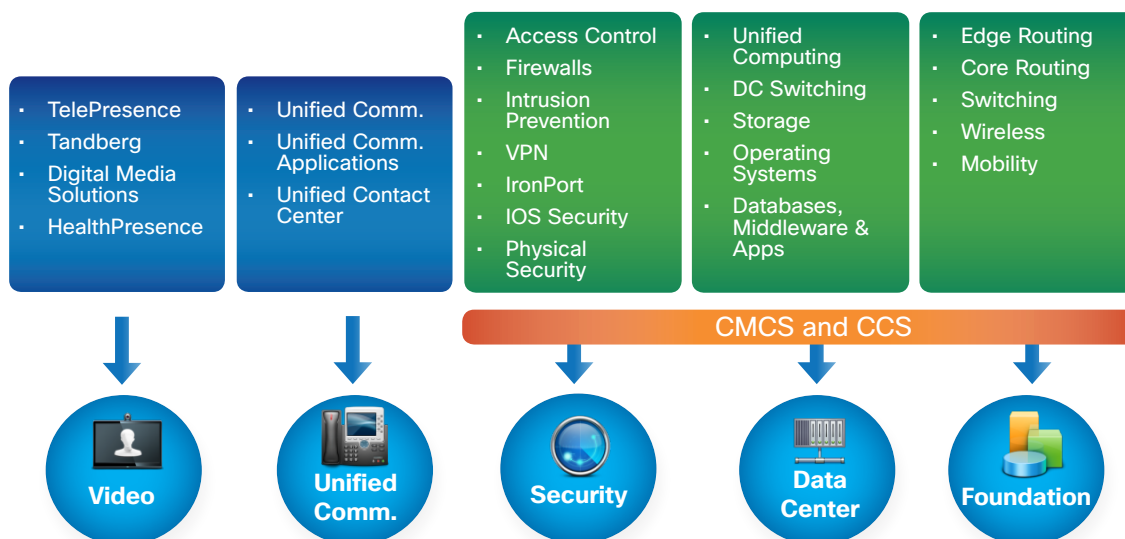 ▪ TelePresence
▪ Tandberg
▪ Digital Media
Solutions
▪ HealthPresence
▪ Unified Comm.
▪ Unified Comm.
Applications
▪ Unified Contact
Center
▪ Access Control
▪ Firewalls
▪ Intrusion
Prevention
▪ VPN
▪ IronPort
▪ IOS Security
▪ Physical
Security
▪ Unified
Computing
▪ DC Switching
▪ Storage
▪ Operating
Systems
▪ Databases,
Middleware &
Apps
▪ Edge Routing
▪ Core Routing
▪ Switching
▪ Wireless
▪ Mobility
CMCS and CCS
Video
Unified
Comm.
Security
Data
Center
Foundation